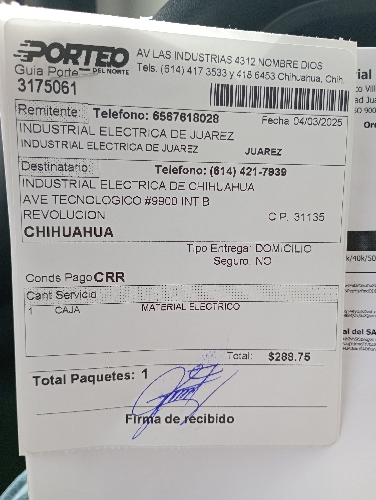 PORTEO
DEL NORTE
AV LAS INDUSTRIAS 4312 NOMBRE DIOS
Tels. (614) 417 3533 y 418 6453 Chihuahua, Chih.
Guia Porte
3175061
Remitente: Telefono: 6567618028 Fecha 04/03/2025
INDUSTRIAL ELECTRICA DE JUAREZ
INDUSTRIAL ELECTRICA DE JUAREZ JUAREZ
Destinatario: Telefono: (614) 421-7939
INDUSTRIAL ELECTRICA DE CHIHUAHUA
AVE TECNOLOGICO #9900 INT B
REVOLUCION C.P. 31135
CHIHUAHUA
Tipo Entrega: DOMICILIO
Seguro: NO
Conds Pago CRR
Cant Servicio
1 CAJA MATERIAL ELECTRICO
Total: $288.75
Total Paquetes: 1
Firma de recibido